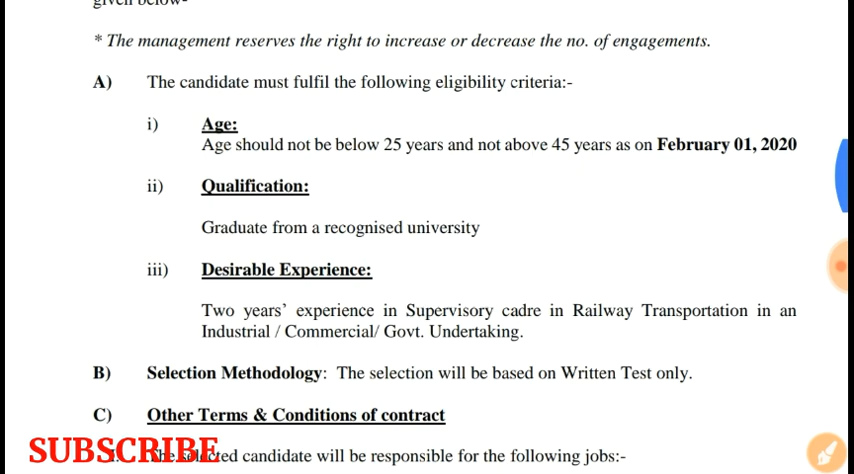 given below-
* The management reserves the right to increase or decrease the no. of engagements.
A) The candidate must fulfil the following eligibility criteria:-
i) Age:
Age should not be below 25 years and not above 45 years as on February 01, 2020
ii) Qualification:
Graduate from a recognised university
iii) Desirable Experience:
Two years’ experience in Supervisory cadre in Railway Transportation in an
Industrial / Commercial/ Govt. Undertaking.
B) Selection Methodology: The selection will be based on Written Test only.
C) Other Terms & Conditions of contract
The selected candidate will be responsible for the following jobs:-
SUBSCRIBE